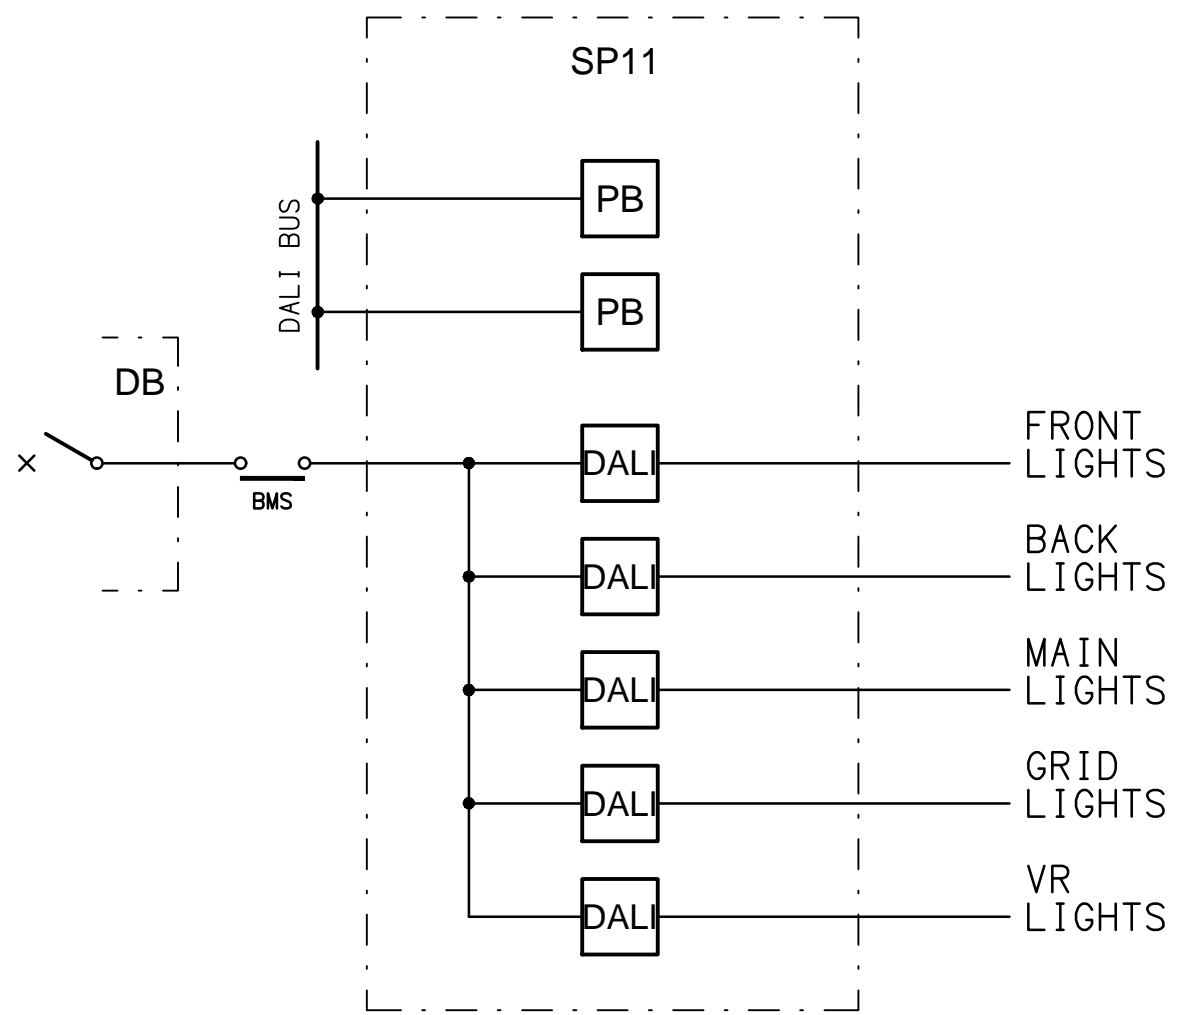 SP11
PB
DALI BUS
PB
DB
×
BMS
DALI
FRONT
LIGHTS
DALI
BACK
LIGHTS
DALI
MAIN
LIGHTS
DALI
GRID
LIGHTS
DALI
VR
LIGHTS